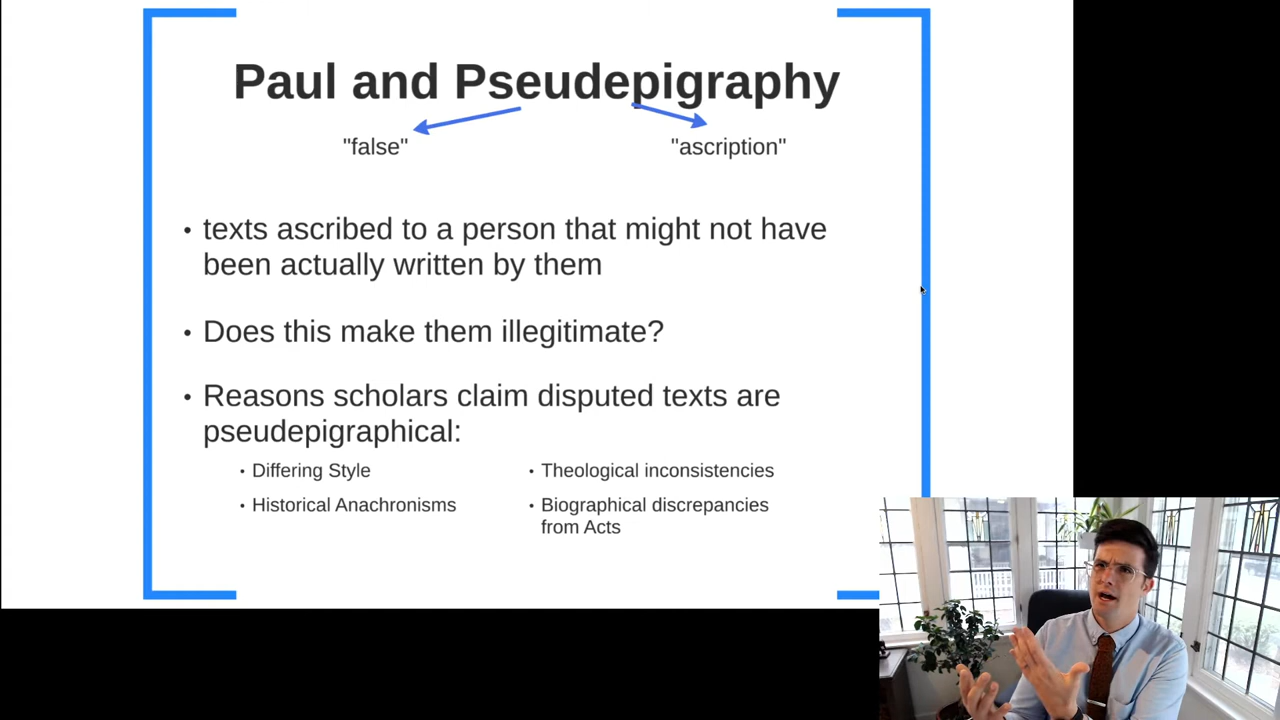 Paul and Pseudepigraphy
"false"
"ascription"
• texts ascribed to a person that might not have
been actually written by them
• Does this make them illegitimate?
• Reasons scholars claim disputed texts are
pseudepigraphical:
• Differing Style
• Historical Anachronisms
• Theological inconsistencies
• Biographical discrepancies
from Acts